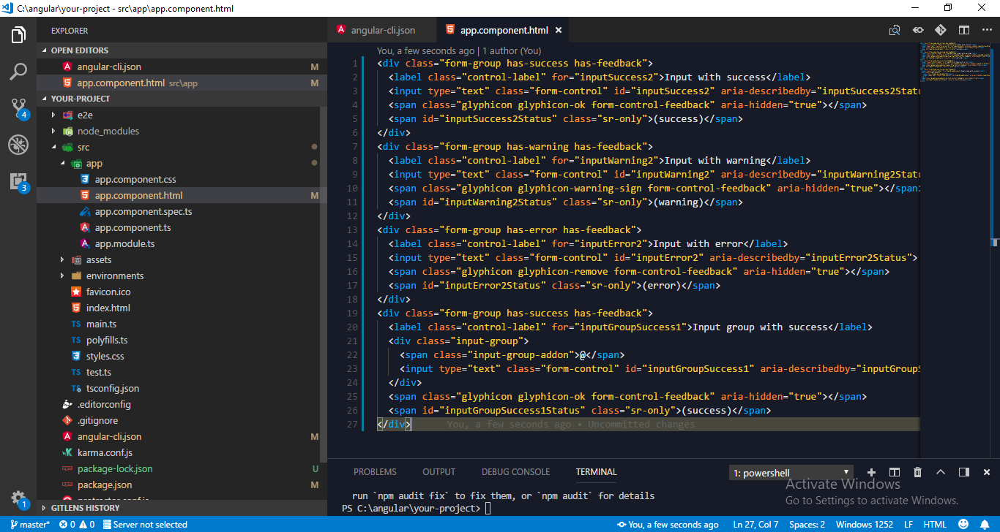 C:\angular\your-project - src\app\app.component.html
EXPLORER
OPEN EDITORS
angular-cli.json M
app.component.html src\app M
YOUR-PROJECT
e2e
node_modules
src
app
app.component.css
app.component.html M
app.component.spec.ts
app.component.ts
app.module.ts
assets
environments
favicon.ico
index.html
TS main.ts
TS polyfills.ts
styles.css
TS test.ts
TS tsconfig.json
.editorconfig
.gitignore
angular-cli.json M
karma.conf.js
package-lock.json U
package.json M
GITLENS HISTORY
4
3
1
angular-cli.json
app.component.html
You, a few seconds ago | 1 author (You)
1 <div class="form-group has-success has-feedback">
2 <label class="control-label" for="inputSuccess2">Input with success</label>
3 <input type="text" class="form-control" id="inputSuccess2" aria-describedby="inputSuccess2Statu
4 <span class="glyphicon glyphicon-ok form-control-feedback" aria-hidden="true"></span>
5 <span id="inputSuccess2Status" class="sr-only">(success)</span>
6 </div>
7 <div class="form-group has-warning has-feedback">
8 <label class="control-label" for="inputWarning2">Input with warning</label>
9 <input type="text" class="form-control" id="inputWarning2" aria-describedby="inputWarning2Statu
10 <span class="glyphicon glyphicon-warning-sign form-control-feedback" aria-hidden="true"></span>
11 <span id="inputWarning2Status" class="sr-only">(warning)</span>
12 </div>
13 <div class="form-group has-error has-feedback">
14 <label class="control-label" for="inputError2">Input with error</label>
15 <input type="text" class="form-control" id="inputError2" aria-describedby="inputError2Status">
16 <span class="glyphicon glyphicon-remove form-control-feedback" aria-hidden="true"></span>
17 <span id="inputError2Status" class="sr-only">(error)</span>
18 </div>
19 <div class="form-group has-success has-feedback">
20 <label class="control-label" for="inputGroupSuccess1">Input group with success</label>
21 <div class="input-group">
22 <span class="input-group-addon">@</span>
23 <input type="text" class="form-control" id="inputGroupSuccess1" aria-describedby="inputGroupS
24 </div>
25 <span class="glyphicon glyphicon-ok form-control-feedback" aria-hidden="true"></span>
26 <span id="inputGroupSuccess1Status" class="sr-only">(success)</span>
27 </div> You, a few seconds ago • Uncommitted changes
PROBLEMS OUTPUT DEBUG CONSOLE TERMINAL 1: powershell
run `npm audit fix` to fix them, or `npm audit` for details
PS C:\angular\your-project>
Activate Windows
Go to Settings to activate Windows.
master* 0 0 Server not selected You, a few seconds ago Ln 27, Col 7 Spaces: 2 Windows 1252 LF HTML